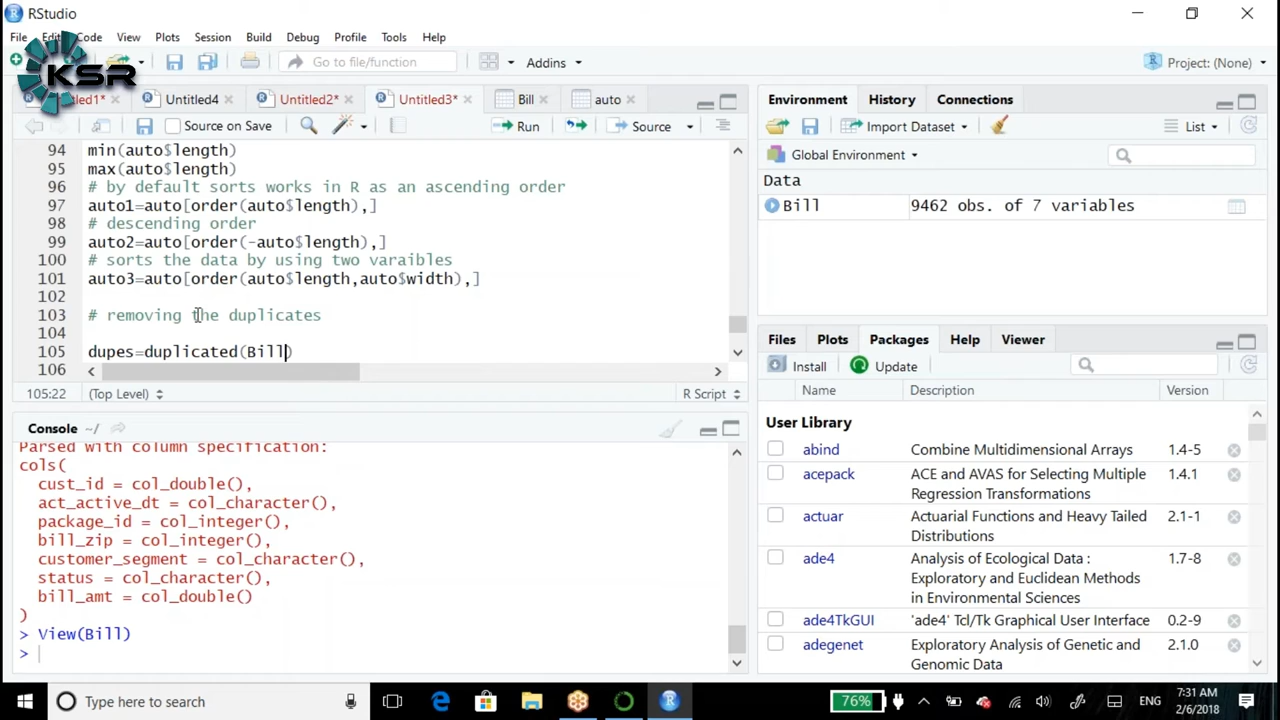 RStudio
File Edit Code View Plots Session Build Debug Profile Tools Help
KSR
Go to file/function
Addins
Project: (None)
Untitled4
Untitled2*
Untitled3*
Bill
auto
Source on Save
Run
Source
94 min(auto$length)
95 max(auto$length)
96 # by default sorts works in R as an ascending order
97 auto1=auto[order(auto$length),]
98 # descending order
99 auto2=auto[order(-auto$length),]
100 # sorts the data by using two varaibles
101 auto3=auto[order(auto$length,auto$width),]
102
103 # removing the duplicates
104
105 dupes=duplicated(Bill)
106
105:22 (Top Level) R Script
Console ~/
Parsed with column specification:
cols(
cust_id = col_double(),
act_active_dt = col_character(),
package_id = col_integer(),
bill_zip = col_integer(),
customer_segment = col_character(),
status = col_character(),
bill_amt = col_double()
)
> View(Bill)
>
Environment History Connections
Import Dataset
List
Global Environment
Data
Bill 9462 obs. of 7 variables
Files Plots Packages Help Viewer
Install Update
Name Description Version
User Library
abind Combine Multidimensional Arrays 1.4-5
acepack ACE and AVAS for Selecting Multiple 1.4.1
Regression Transformations
actuar Actuarial Functions and Heavy Tailed 2.1-1
Distributions
ade4 Analysis of Ecological Data : 1.7-8
Exploratory and Euclidean Methods
in Environmental Sciences
ade4TkGUI 'ade4' Tcl/Tk Graphical User Interface 0.2-9
adegenet Exploratory Analysis of Genetic and 2.1.0
Genomic Data
Type here to search
76%
ENG
7:31 AM
2/6/2018